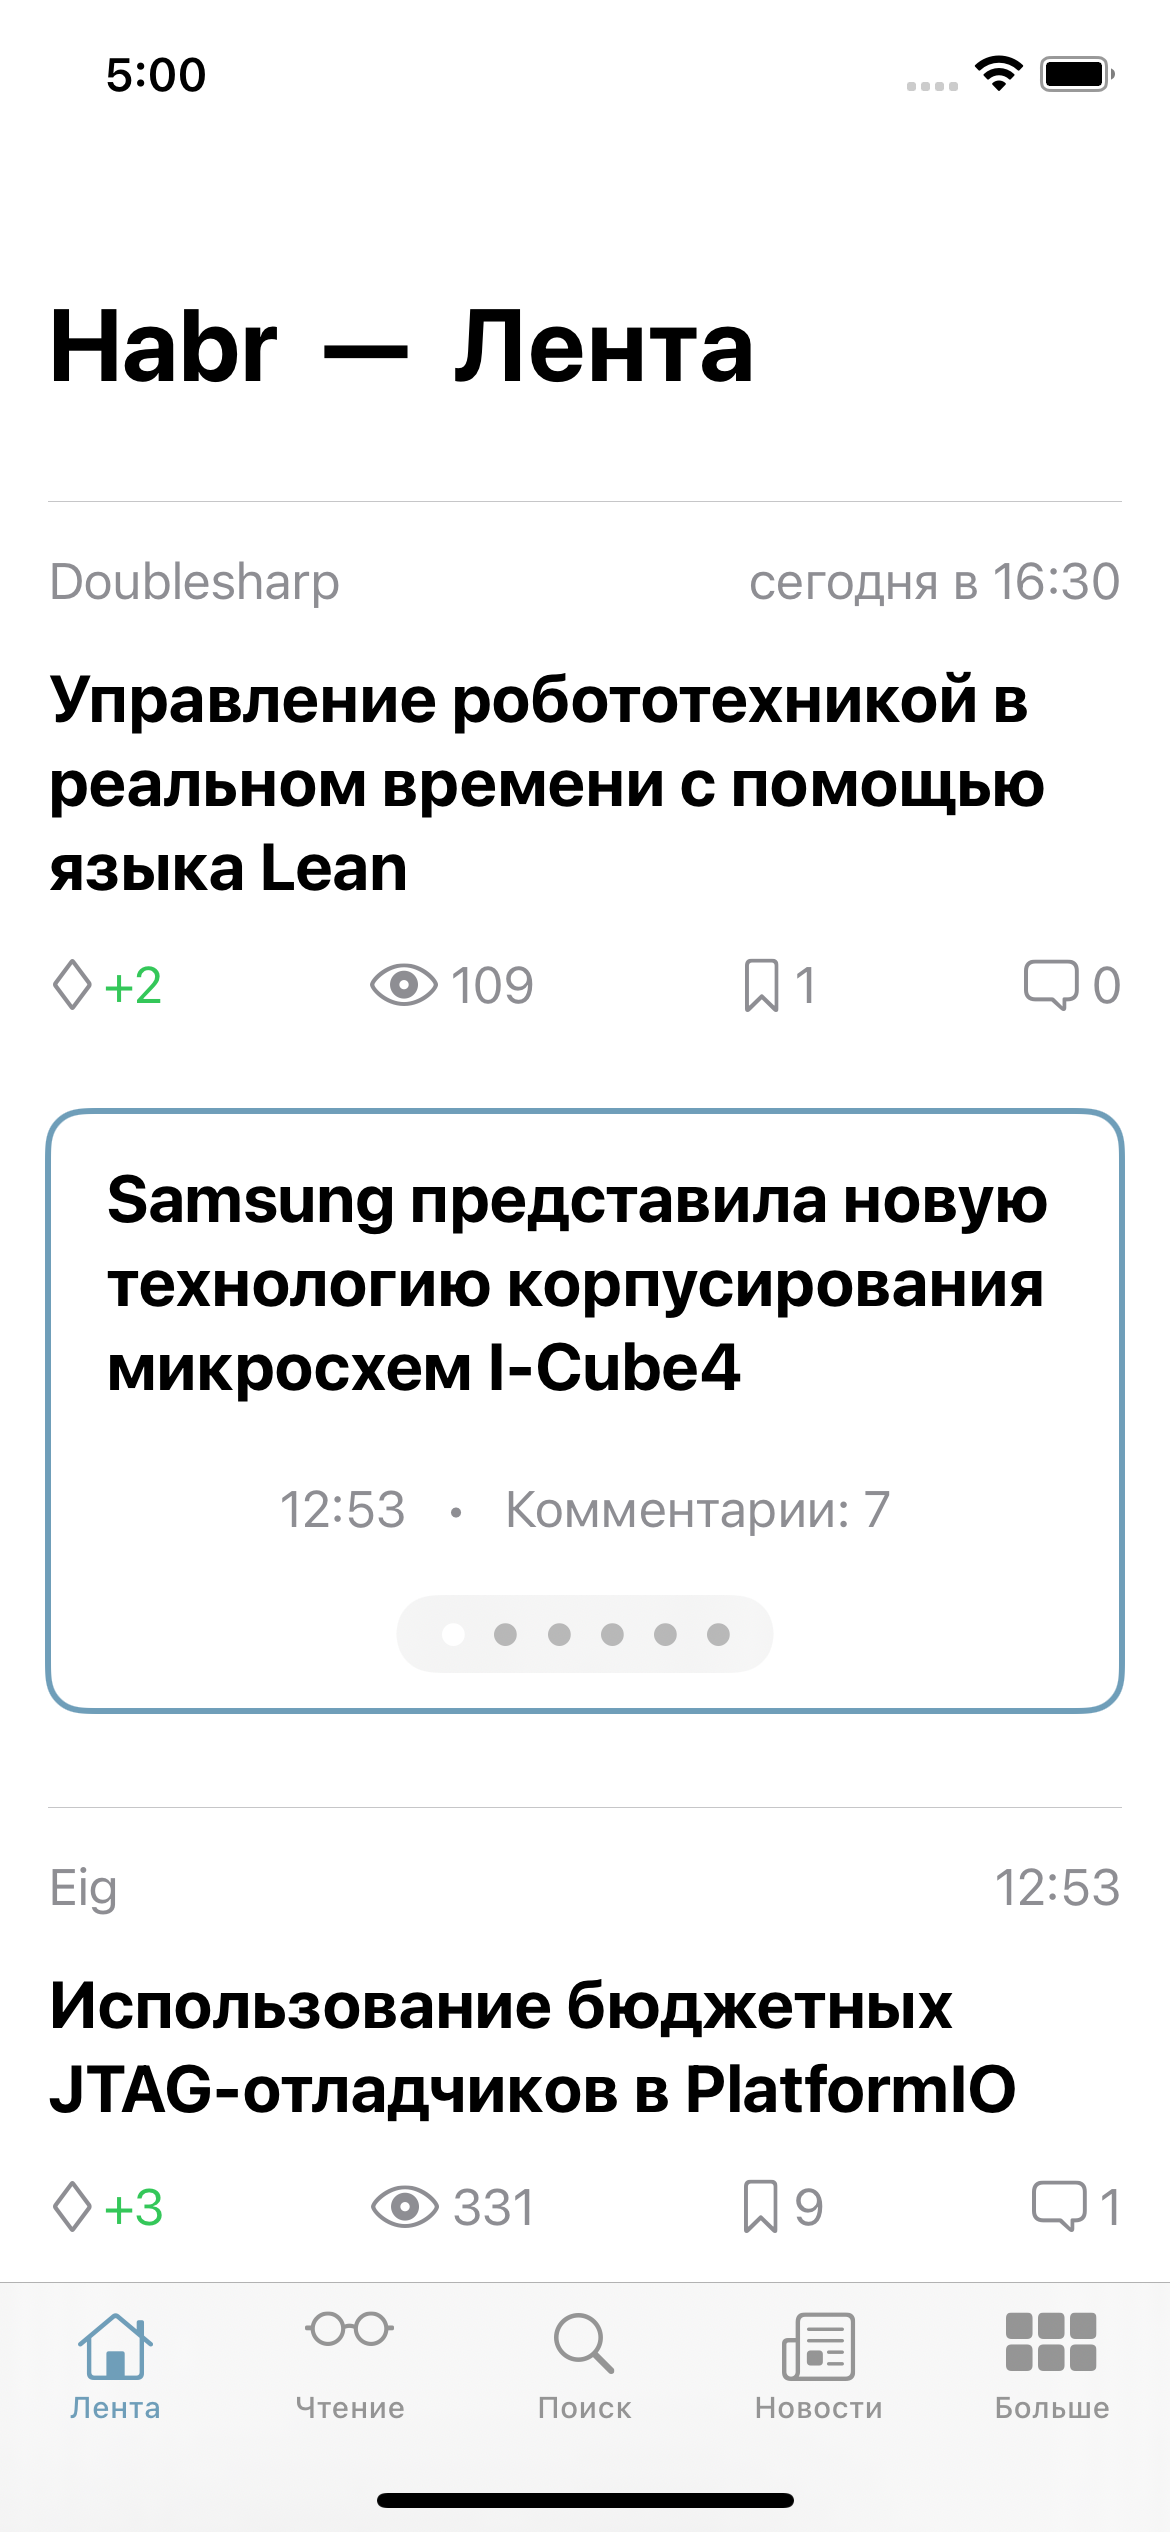 5:00
Habr — Лента
Doublesharp
сегодня в 16:30
Управление робототехникой в
реальном времени с помощью
языка Lean
+2
109
1
0
Samsung представила новую
технологию корпусирования
микросхем I-Cube4
12:53 • Комментарии: 7
Eig
12:53
Использование бюджетных
JTAG-отладчиков в PlatformIO
+3
331
9
1
Лента
Чтение
Поиск
Новости
Больше